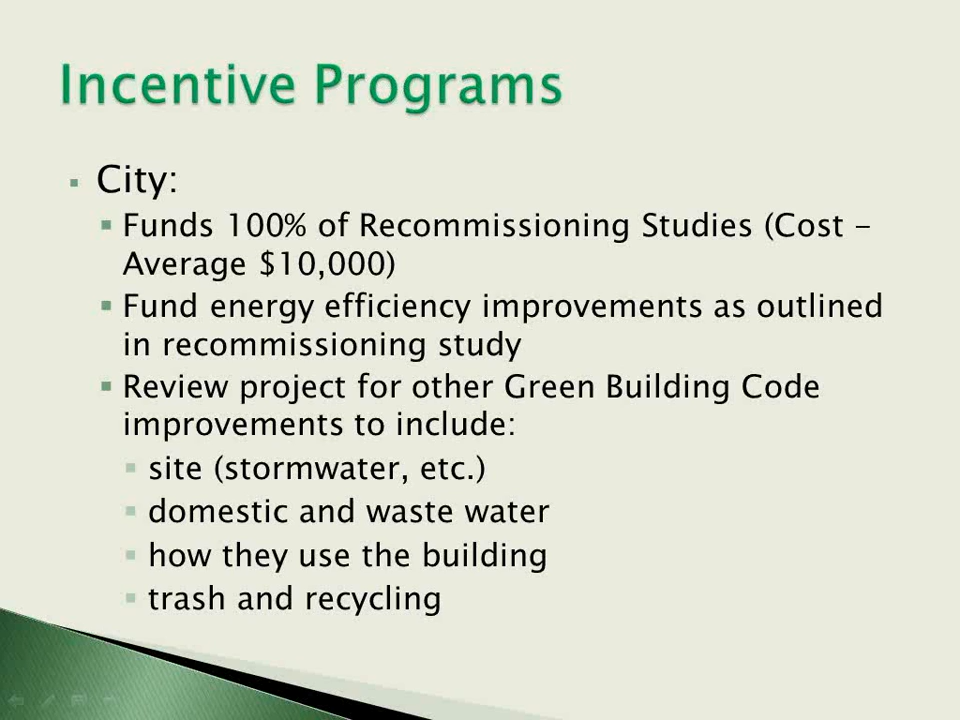 Incentive Programs
City:
Funds 100% of Recommissioning Studies (Cost -
Average $10,000)
Fund energy efficiency improvements as outlined
in recommissioning study
Review project for other Green Building Code
improvements to include:
site (stormwater, etc.)
domestic and waste water
how they use the building
trash and recycling